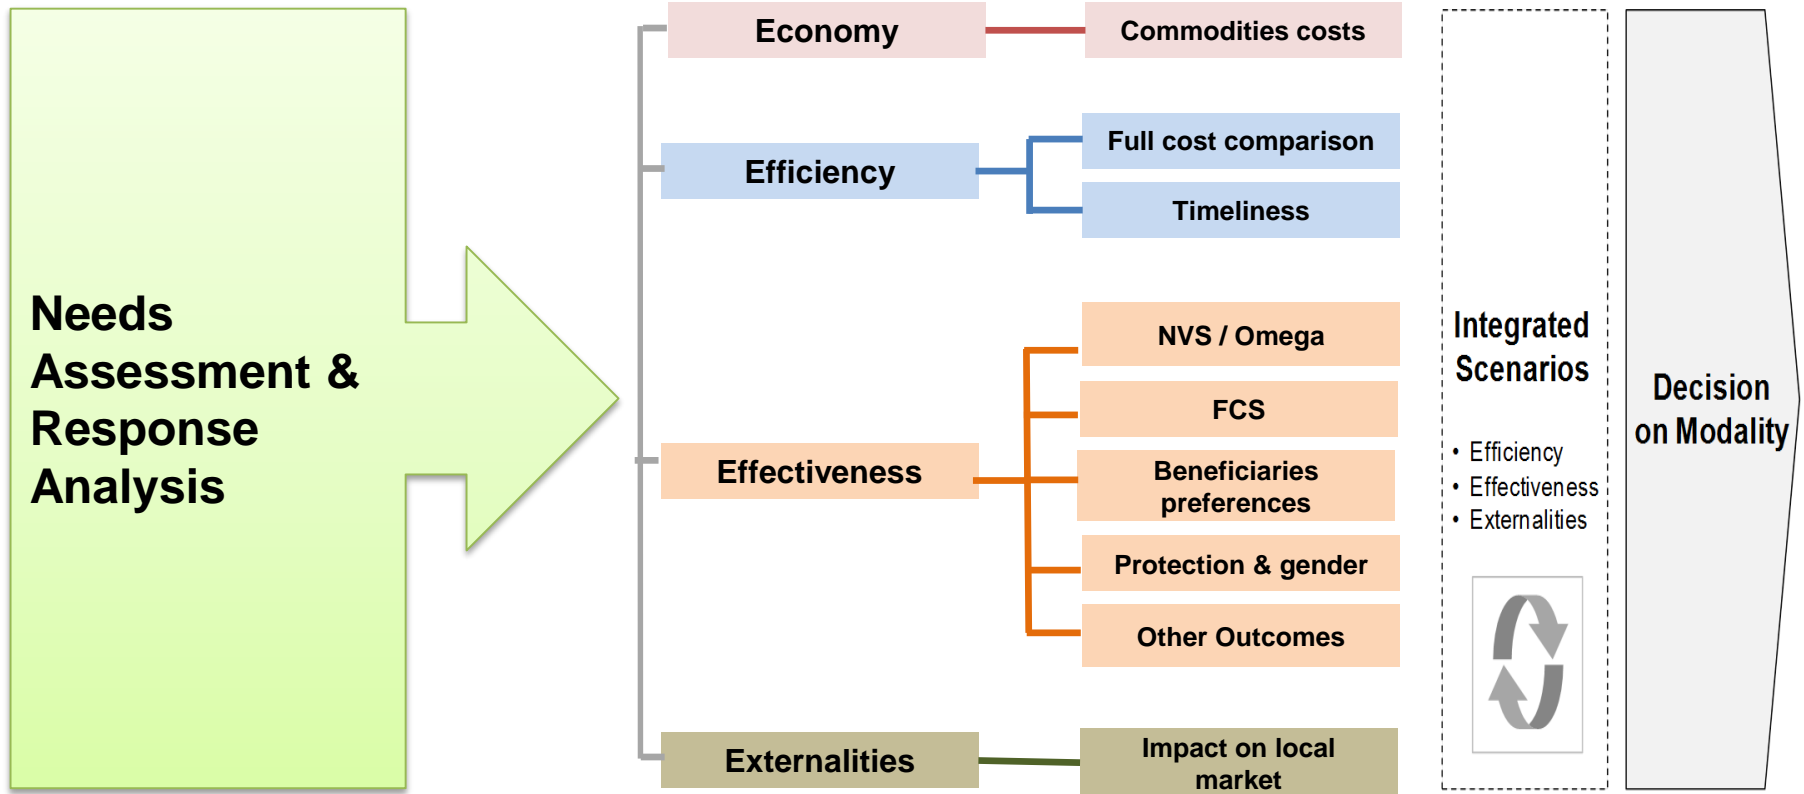 Needs
Assessment &
Response
Analysis
Economy
Commodities costs
Efficiency
Full cost comparison
Timeliness
Effectiveness
NVS / Omega
FCS
Beneficiaries
preferences
Protection & gender
Other Outcomes
Externalities
Impact on local
market
Integrated
Scenarios
• Efficiency
• Effectiveness
• Externalities
Decision
on Modality